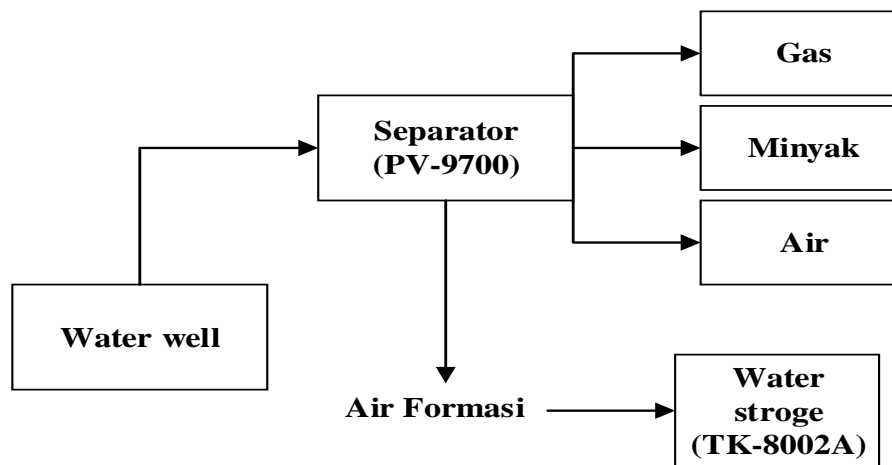 Gas
Separator
(PV-9700)
Minyak
Air
Water well
Air Formasi
Water
stroge
(TK-8002A)